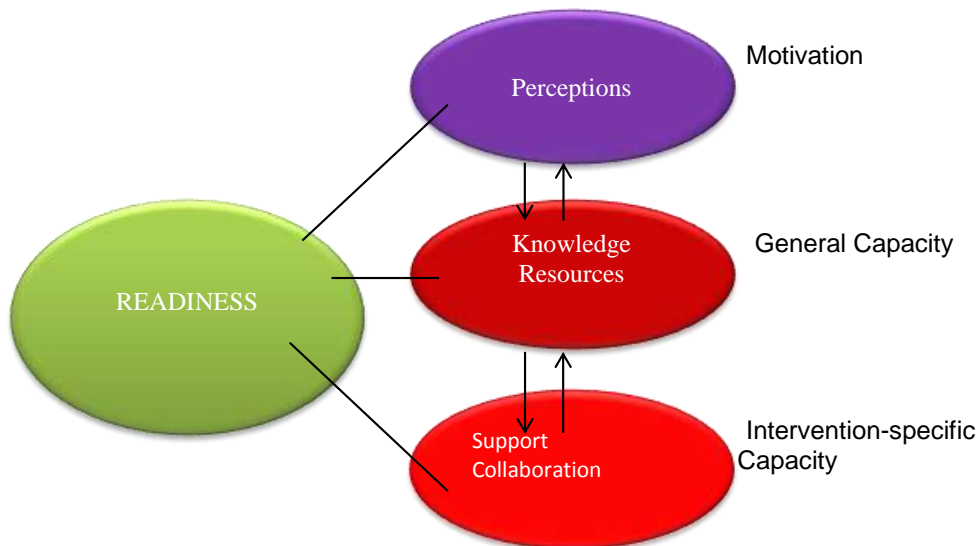 Motivation
Perceptions
General Capacity
Knowledge
Resources
READINESS
Intervention-specific
Capacity
Support
Collaboration